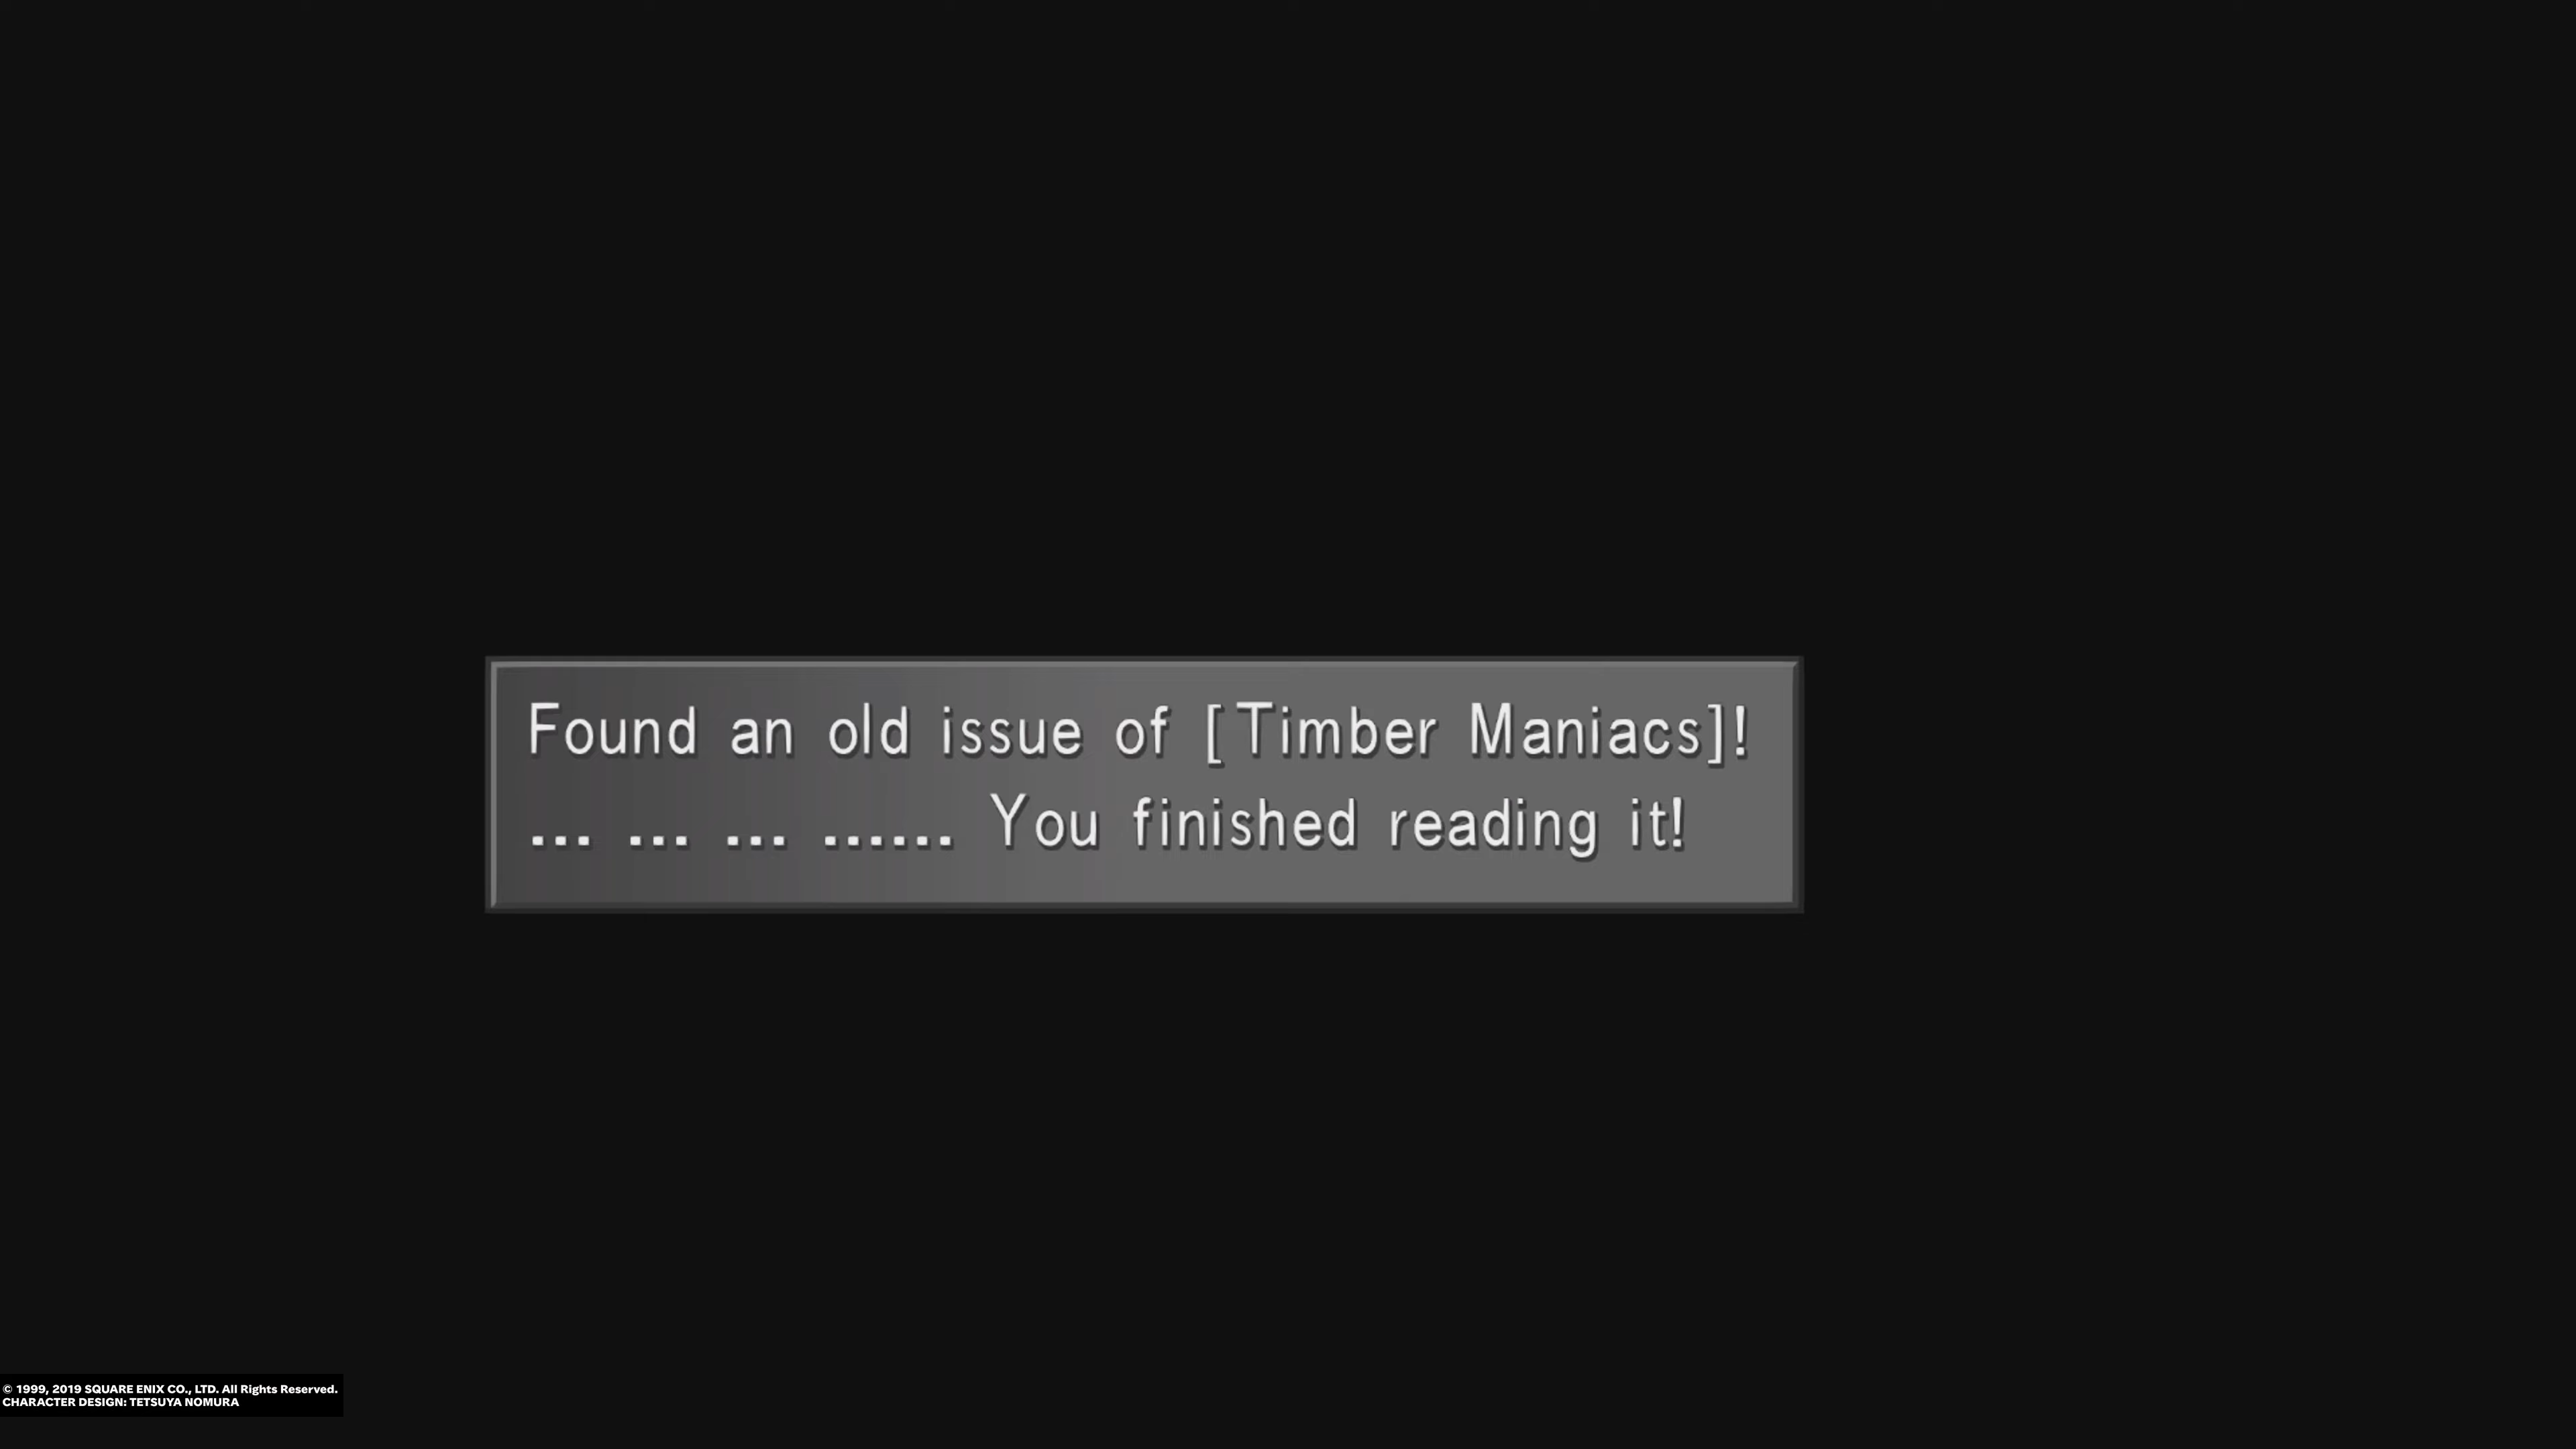 Found an old issue of [Timber Maniacs]!
... ... ... ...... You finished reading it!
© 1999, 2019 SQUARE ENIX CO., LTD. All Rights Reserved.
CHARACTER DESIGN: TETSUYA NOMURA